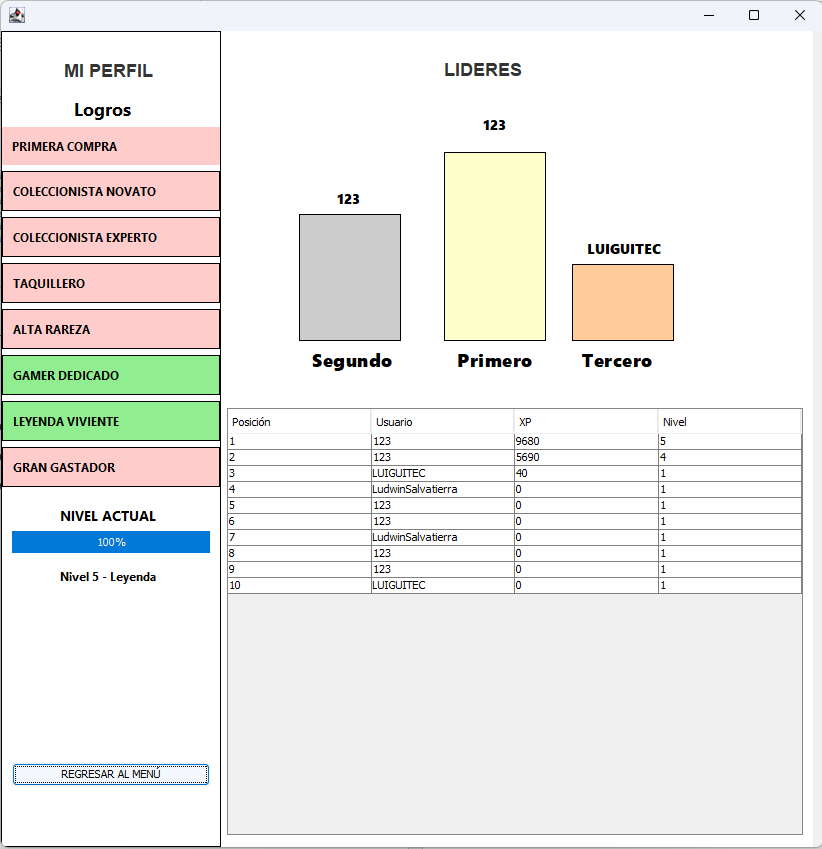 MI PERFIL
Logros
PRIMERA COMPRA
COLECCIONISTA NOVATO
COLECCIONISTA EXPERTO
TAQUILLERO
ALTA RAREZA
GAMER DEDICADO
LEYENDA VIVIENTE
GRAN GASTADOR
NIVEL ACTUAL
100%
Nivel 5 - Leyenda
REGRESAR AL MENÚ
LIDERES
123
123
LUIGUITEC
Segundo Primero Tercero
Posición Usuario XP Nivel
1 123 9680 5
2 123 5690 4
3 LUIGUITEC 40 1
4 LudwinSalvatierra 0 1
5 123 0 1
6 123 0 1
7 LudwinSalvatierra 0 1
8 123 0 1
9 123 0 1
10 LUIGUITEC 0 1